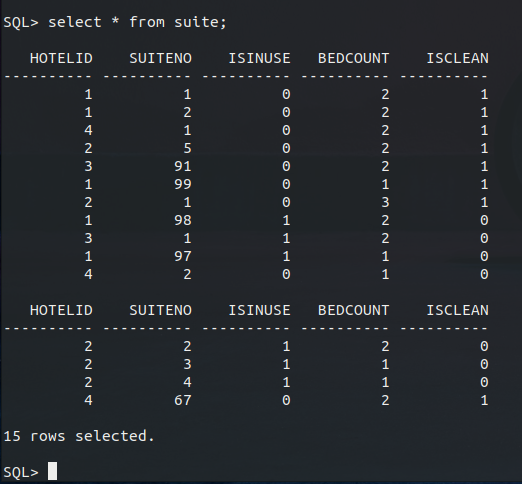 SQL> select * from suite;
   HOTELID    SUITENO    ISINUSE   BEDCOUNT    ISCLEAN
---------- ---------- ---------- ---------- ----------
         1          1          0          2          1
         1          2          0          2          1
         4          1          0          2          1
         2          5          0          2          1
         3         91          0          2          1
         1         99          0          1          1
         2          1          0          3          1
         1         98          1          2          0
         3          1          1          2          0
         1         97          1          1          0
         4          2          0          1          0
   HOTELID    SUITENO    ISINUSE   BEDCOUNT    ISCLEAN
---------- ---------- ---------- ---------- ----------
         2          2          1          2          0
         2          3          1          1          0
         2          4          1          1          0
         4         67          0          2          1
15 rows selected.
SQL>